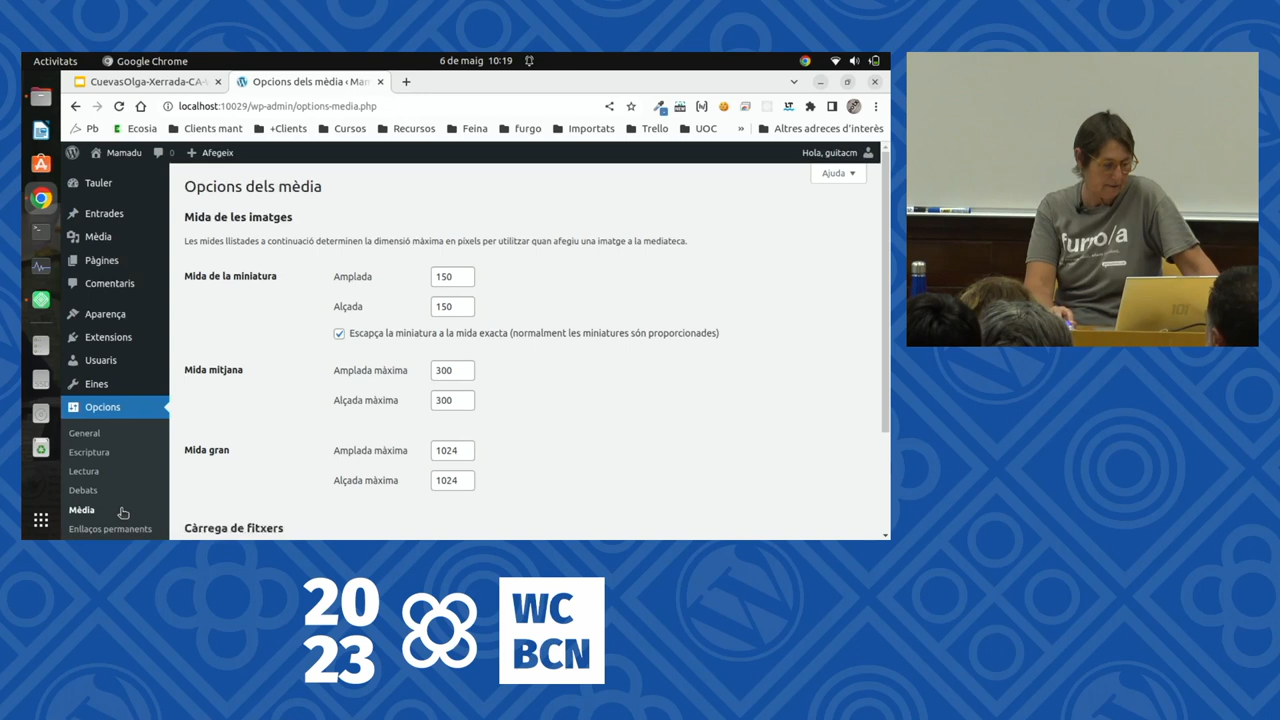 Activitats
Google Chrome
6 de maig 10:19
CuevasOlga-Xerrada-CA-
Opcions dels mèdia ‹ Mam
localhost:10029/wp-admin/options-media.php
Pb
Ecosia
Clients mant
+Clients
Cursos
Recursos
Feina
furgo
Importats
Trello
UOC
»
Altres adreces d'interès
Mamadu
0
Afegeix
Hola, guitacm
Tauler
Entrades
Mèdia
Pàgines
Comentaris
Aparença
Extensions
Usuaris
Eines
Opcions
General
Escriptura
Lectura
Debats
Mèdia
Enllaços permanents
Ajuda
Opcions dels mèdia
Mida de les imatges
Les mides llistades a continuació determinen la dimensió màxima en píxels per utilitzar quan afegiu una imatge a la mediateca.
Mida de la miniatura
Amplada 150
Alçada 150
Escapça la miniatura a la mida exacta (normalment les miniatures són proporcionades)
Mida mitjana
Amplada màxima 300
Alçada màxima 300
Mida gran
Amplada màxima 1024
Alçada màxima 1024
Càrrega de fitxers
20
23
WC
BCN